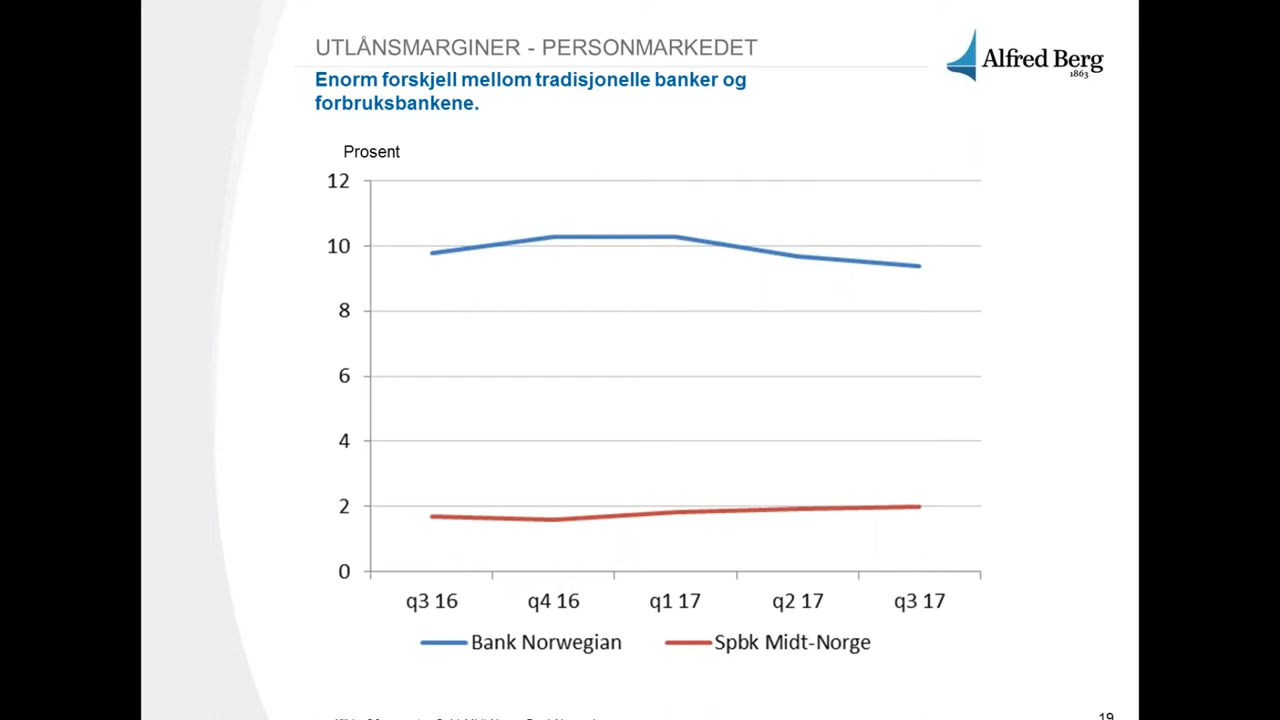 UTLÅNSMARGINER - PERSONMARKEDET
Alfred Berg
1863
Enorm forskjell mellom tradisjonelle banker og
forbruksbankene.
Prosent
12
10
8
6
4
2
0
q3 16 q4 16 q1 17 q2 17 q3 17
Bank Norwegian Spbk Midt-Norge
19